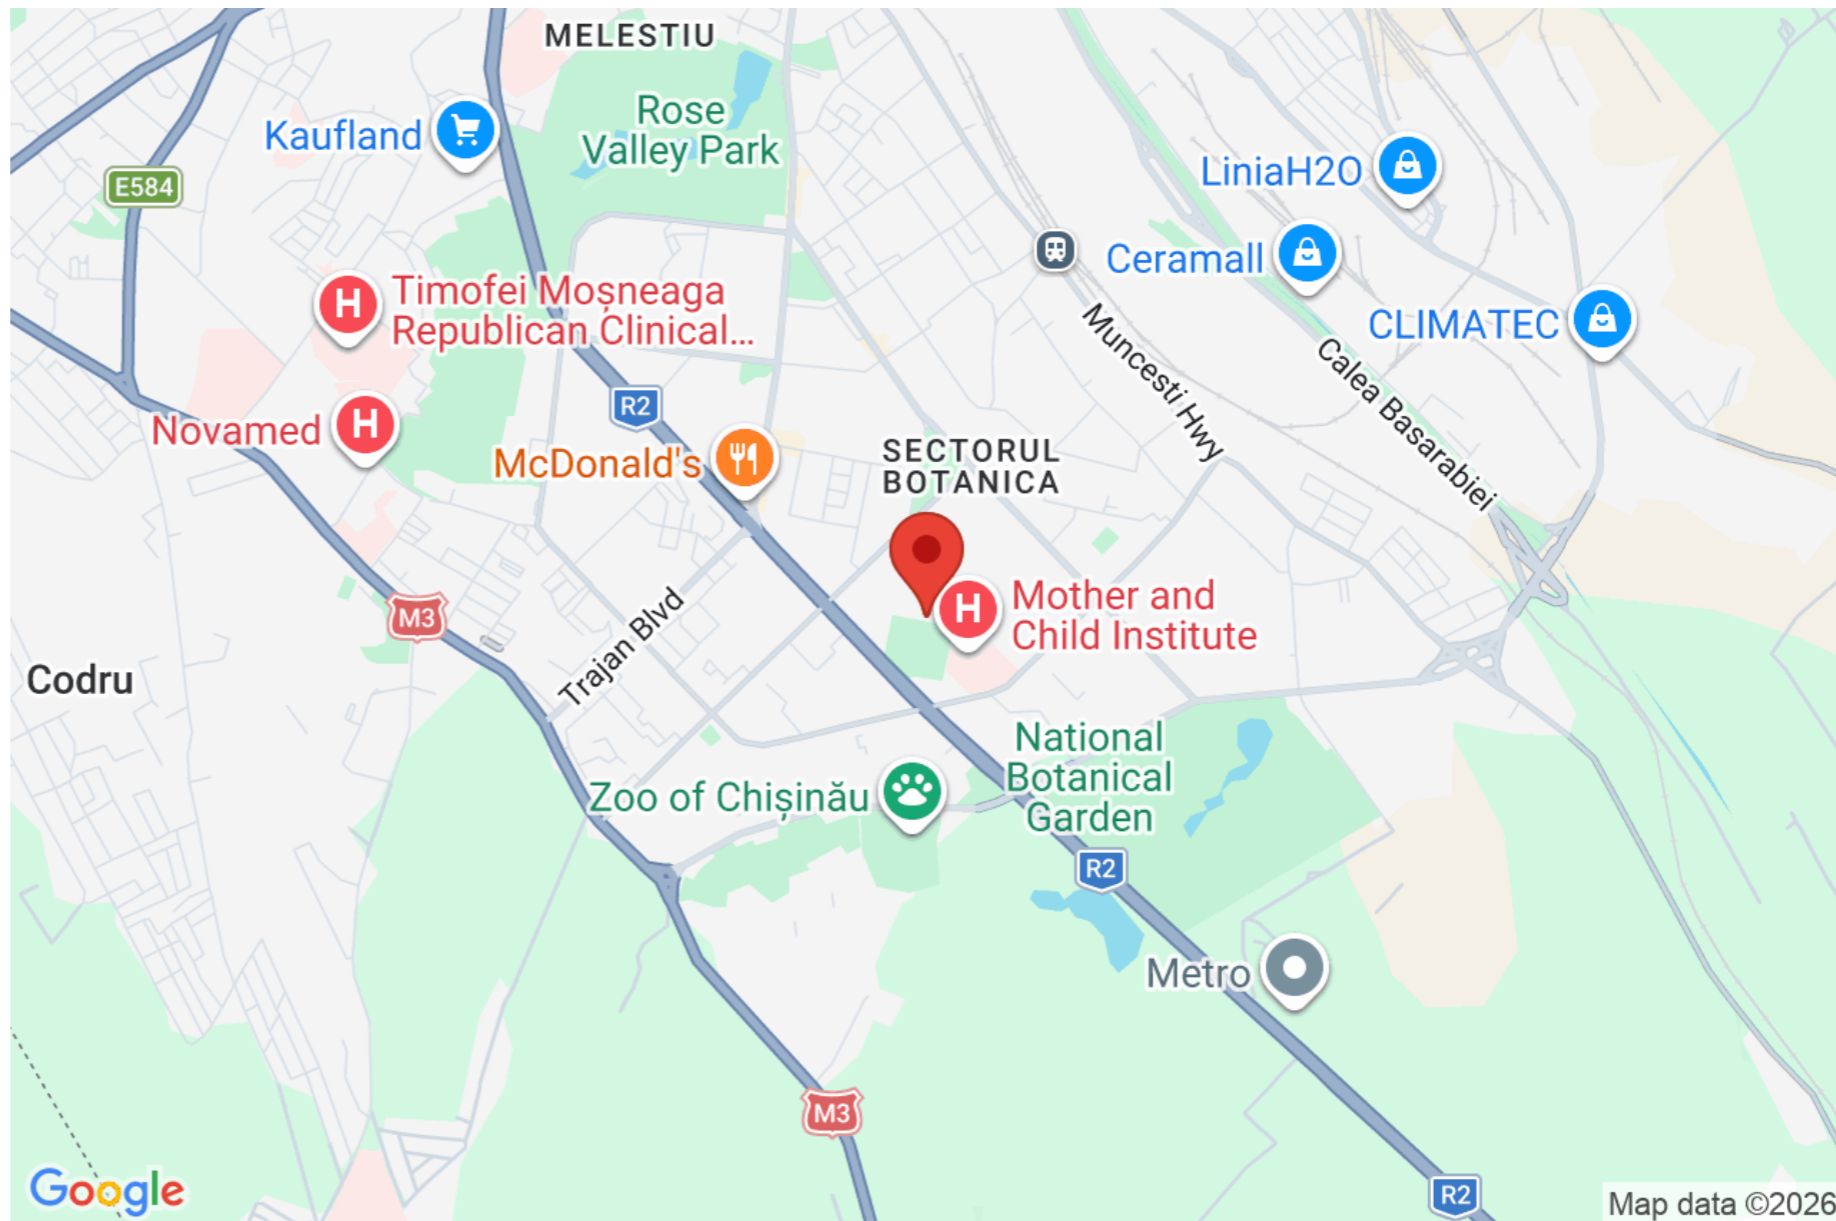 MELESTIU
Rose
Valley Park
Kaufland
E584
LiniaH2O
Ceramall
CLIMATEC
Timofei Moșneaga
Republican Clinical...
Muncesti Hwy
Calea Basarabiei
R2
Novamed
McDonald's
SECTORUL
BOTANICA
Mother and
Child Institute
M3
Trajan Blvd
Codru
National
Botanical
Garden
Zoo of Chișinău
R2
Metro
M3
Google
R2
Map data ©2026